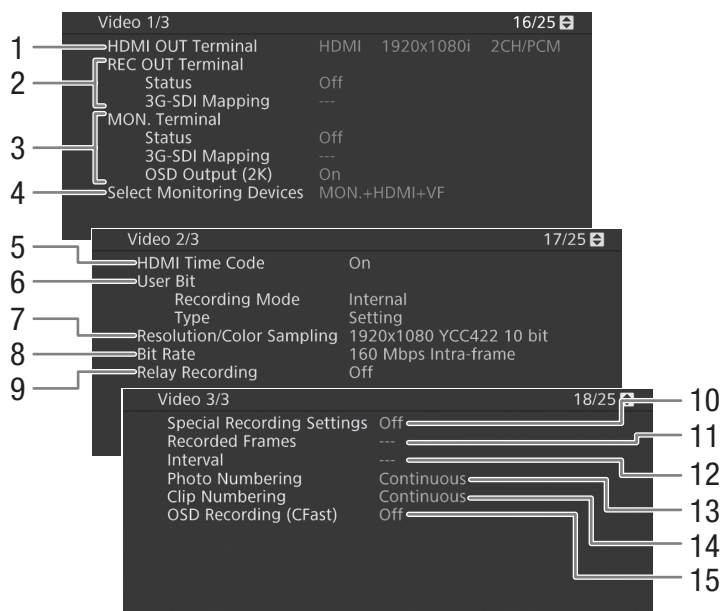 Video 1/3 16/25
1 HDMI OUT Terminal HDMI 1920x1080i 2CH/PCM
2 REC OUT Terminal
Status Off
3G-SDI Mapping ---
3 MON. Terminal
Status Off
3G-SDI Mapping ---
OSD Output (2K) On
4 Select Monitoring Devices MON.+HDMI+VF
Video 2/3 17/25
5 HDMI Time Code On
6 User Bit
Recording Mode Internal
Type Setting
7 Resolution/Color Sampling 1920x1080 YCC422 10 bit
8 Bit Rate 160 Mbps Intra-frame
9 Relay Recording Off
Video 3/3 18/25
Special Recording Settings Off 10
Recorded Frames --- 11
Interval --- 12
Photo Numbering Continuous 13
Clip Numbering Continuous 14
OSD Recording (CFast) Off 15